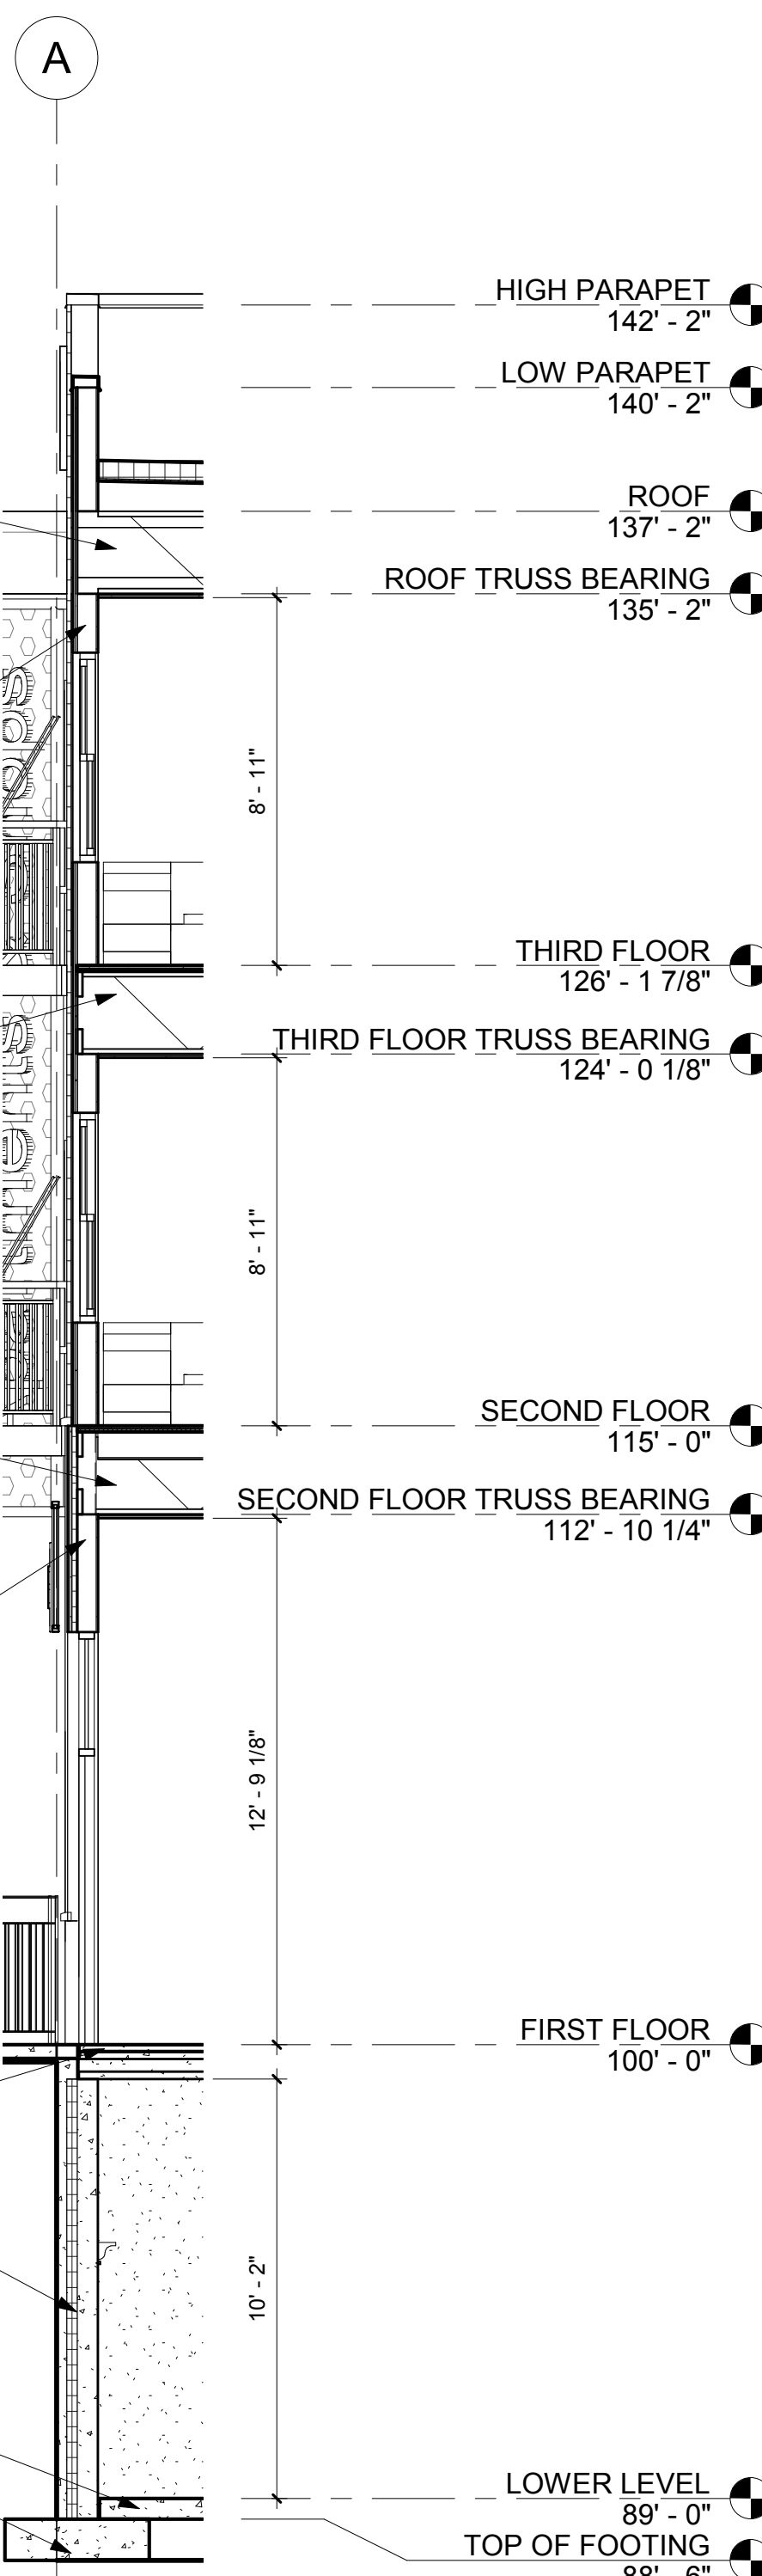 A
HIGH PARAPET
142' - 2"
LOW PARAPET
140' - 2"
ROOF
137' - 2"
ROOF TRUSS BEARING
135' - 2"
8' - 11"
THIRD FLOOR
126' - 1 7/8"
THIRD FLOOR TRUSS BEARING
124' - 0 1/8"
8' - 11"
SECOND FLOOR
115' - 0"
SECOND FLOOR TRUSS BEARING
112' - 10 1/4"
12' - 9 1/8"
FIRST FLOOR
100' - 0"
10' - 2"
LOWER LEVEL
89' - 0"
TOP OF FOOTING
88' - 6"